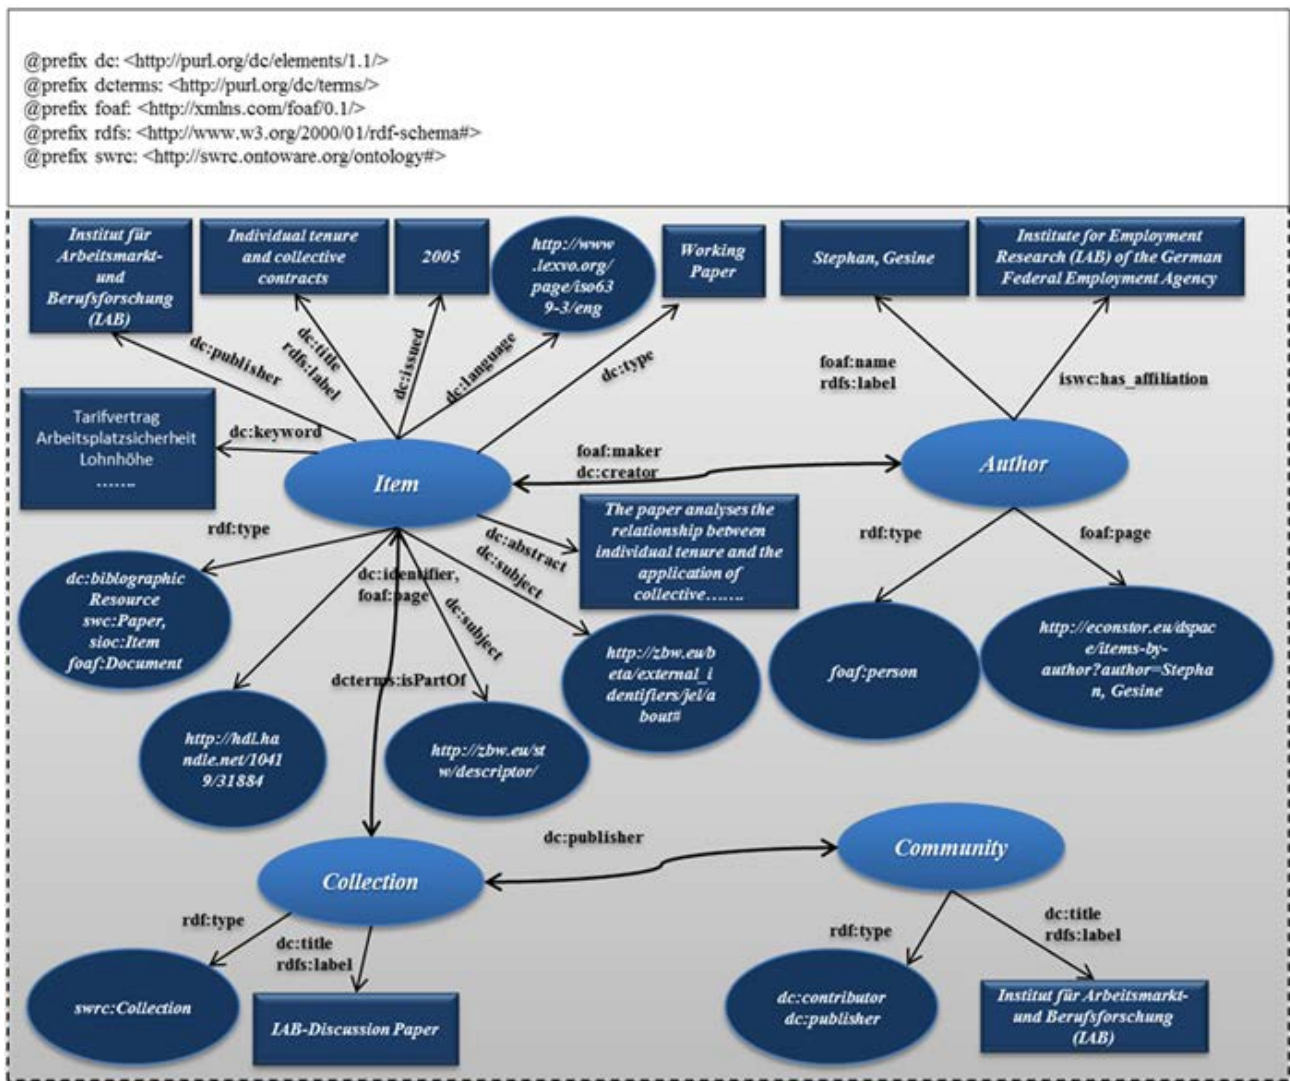 @prefix dc: <http://purl.org/dc/elements/1.1/>
@prefix dcterms: <http://purl.org/dc/terms/>
@prefix foaf: <http://xmlns.com/foaf/0.1/>
@prefix rdfs: <http://www.w3.org/2000/01/rdf-schema#>
@prefix swrc: <http://swrc.ontoware.org/ontology#>
Institut für
Arbeitsmarkt-
und
Berufsforschung
(IAB)
Individual tenure
and collective
contracts
2005
http://www
.lexvo.org/
page/iso63
9-3/eng
Working
Paper
Stephan, Gesine
Institute for Employment
Research (IAB) of the German
Federal Employment Agency
dc:publisher
dc:title
rdfs:label
dc:issued
dc:language
dc:type
foaf:name
rdfs:label
iswc:has_affiliation
Tarifvertrag
Arbeitsplatzsicherheit
Lohnhöhe
…….
dc:keyword
Item
foaf:maker
dc:creator
Author
rdf:type
dc:abstract
dc:subject
The paper analyses the
relationship between
individual tenure and the
application of
collective…….
rdf:type
foaf:page
dc:biblographic
Resource
swc:Paper,
sioc:Item
foaf:Document
dc:identifier,
foaf:page
dc:subject
dcterms:isPartOf
http://zbw.eu/b
eta/external_i
dentifiers/jel/a
bout#
foaf:person
http://econstor.eu/dspac
e/items-by-
author?author=Stepha
n, Gesine
http://hdl.ha
ndle.net/1041
9/31884
http://zbw.eu/st
w/descriptor/
dc:publisher
Collection
Community
rdf:type
dc:title
rdfs:label
rdf:type
dc:title
rdfs:label
swrc:Collection
IAB-Discussion Paper
dc:contributor
dc:publisher
Institut für Arbeitsmarkt-
und Berufsforschung
(IAB)